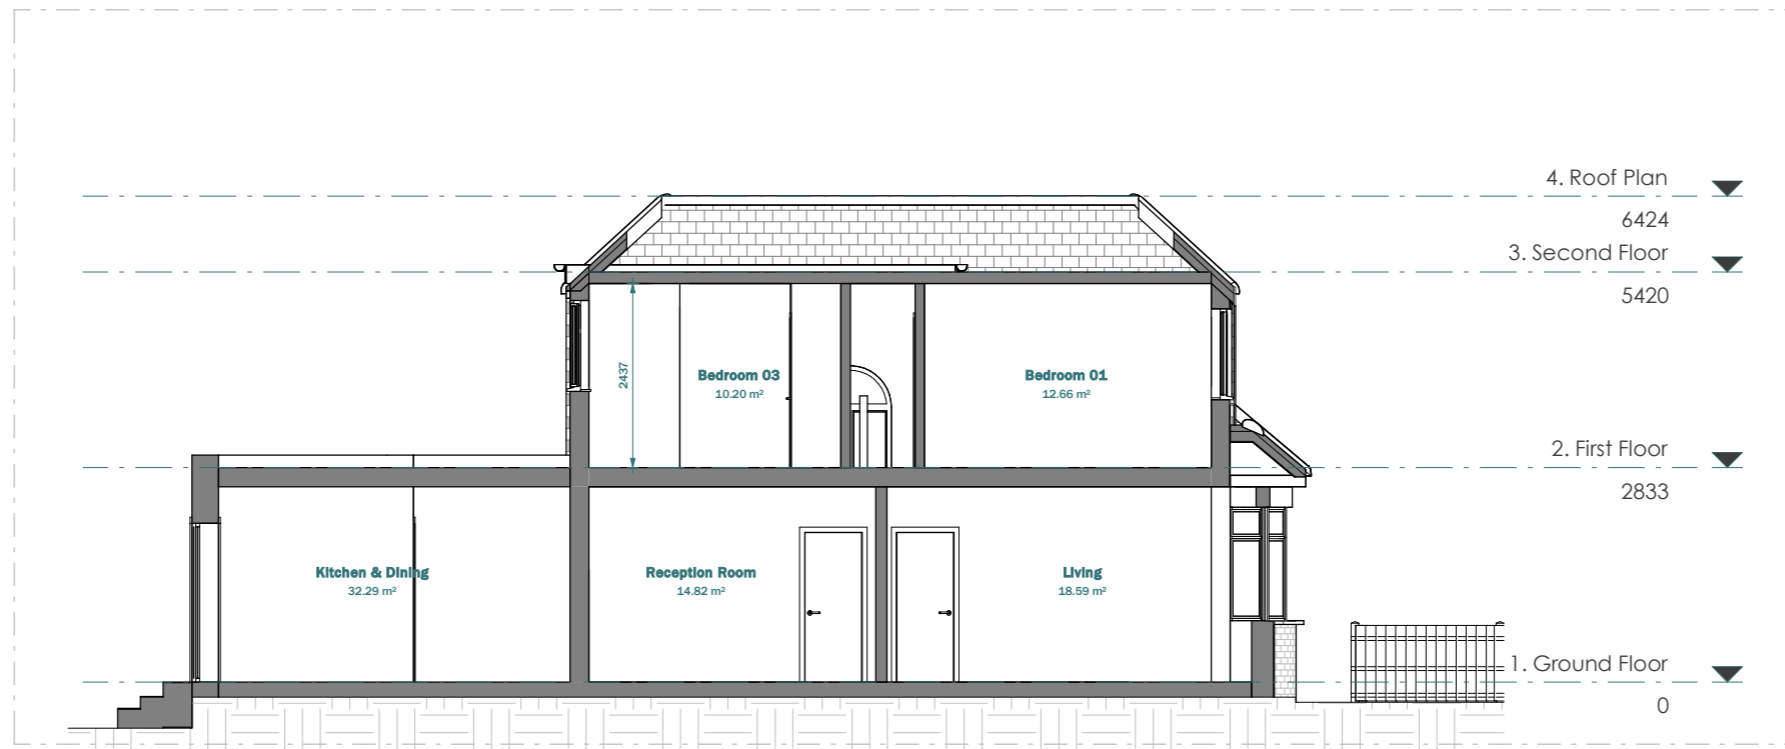 4. Roof Plan
6424
3. Second Floor
5420
2437
Bedroom 03
10.20 m²
Bedroom 01
12.66 m²
2. First Floor
2833
Kitchen & Dining
32.29 m²
Reception Room
14.82 m²
Living
18.59 m²
1. Ground Floor
0